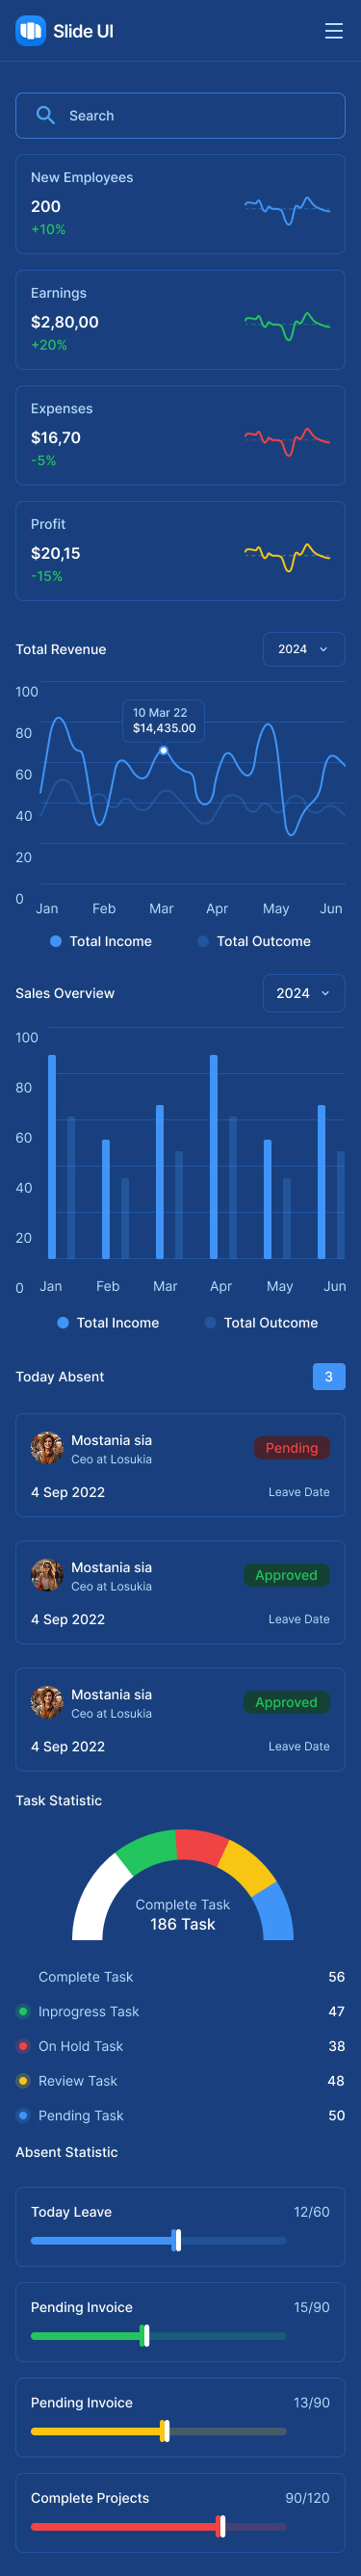 Slide UI
Search
New Employees
200
+10%
Earnings
$2,80,00
+20%
Expenses
$16,70
-5%
Profit
$20,15
-15%
Total Revenue
2024
100
80
60
40
20
0
10 Mar 22
$14,435.00
Jan Feb Mar Apr May Jun
Total Income Total Outcome
Sales Overview
2024
100
80
60
40
20
0
Jan Feb Mar Apr May Jun
Total Income Total Outcome
Today Absent
3
Mostania sia
Ceo at Losukia
Pending
4 Sep 2022
Leave Date
Mostania sia
Ceo at Losukia
Approved
4 Sep 2022
Leave Date
Mostania sia
Ceo at Losukia
Approved
4 Sep 2022
Leave Date
Task Statistic
Complete Task
186 Task
Complete Task 56
Inprogress Task 47
On Hold Task 38
Review Task 48
Pending Task 50
Absent Statistic
Today Leave 12/60
Pending Invoice 15/90
Pending Invoice 13/90
Complete Projects 90/120